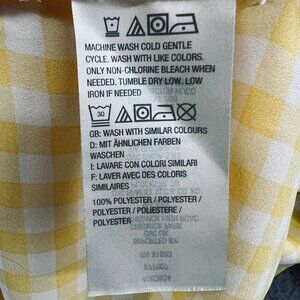 MACHINE WASH COLD GENTLE
CYCLE. WASH WITH LIKE COLORS.
ONLY NON-CHLORINE BLEACH WHEN
NEEDED. TUMBLE DRY LOW. LOW
IRON IF NEEDED
30
GB: WASH WITH SIMILAR COLOURS
D: MIT ÄHNLICHEN FARBEN
WASCHEN
I: LAVARE CON COLORI SIMILARI
F: LAVER AVEC DES COLORIS
SIMILAIRES
100% POLYESTER / POLYESTER
/ POLYESTER / POLIESTERE /
POLYESTER